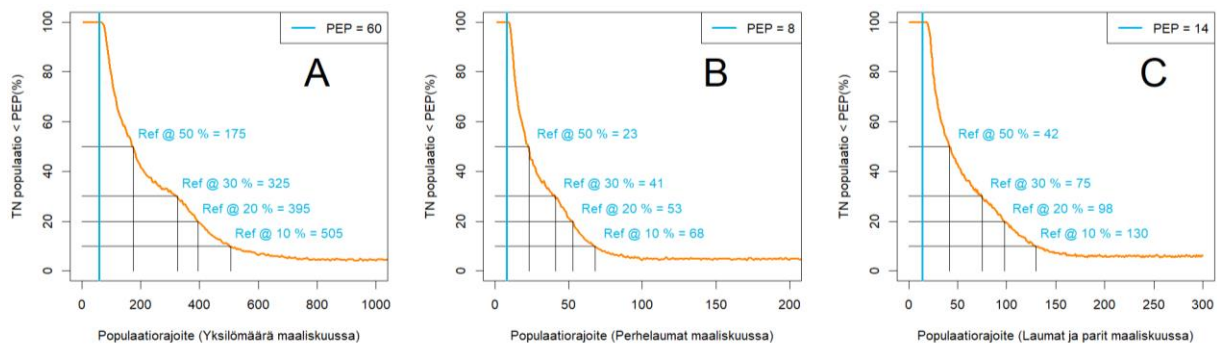 PEP = 60
A
Ref @ 50 % = 175
Ref @ 30 % = 325
Ref @ 20 % = 395
Ref @ 10 % = 505
TN populaatio < PEP(%)
0 20 40 60 80 100
0 200 400 600 800 1000
Populaatiorajoite (Yksilömäärä maaliskuussa)
PEP = 8
B
Ref @ 50 % = 23
Ref @ 30 % = 41
Ref @ 20 % = 53
Ref @ 10 % = 68
TN populaatio < PEP(%)
0 20 40 60 80 100
0 50 100 150 200
Populaatiorajoite (Perhelaumat maaliskuussa)
PEP = 14
C
Ref @ 50 % = 42
Ref @ 30 % = 75
Ref @ 20 % = 98
Ref @ 10 % = 130
TN populaatio < PEP(%)
0 20 40 60 80 100
0 50 100 150 200 250 300
Populaatiorajoite (Laumat ja parit maaliskuussa)